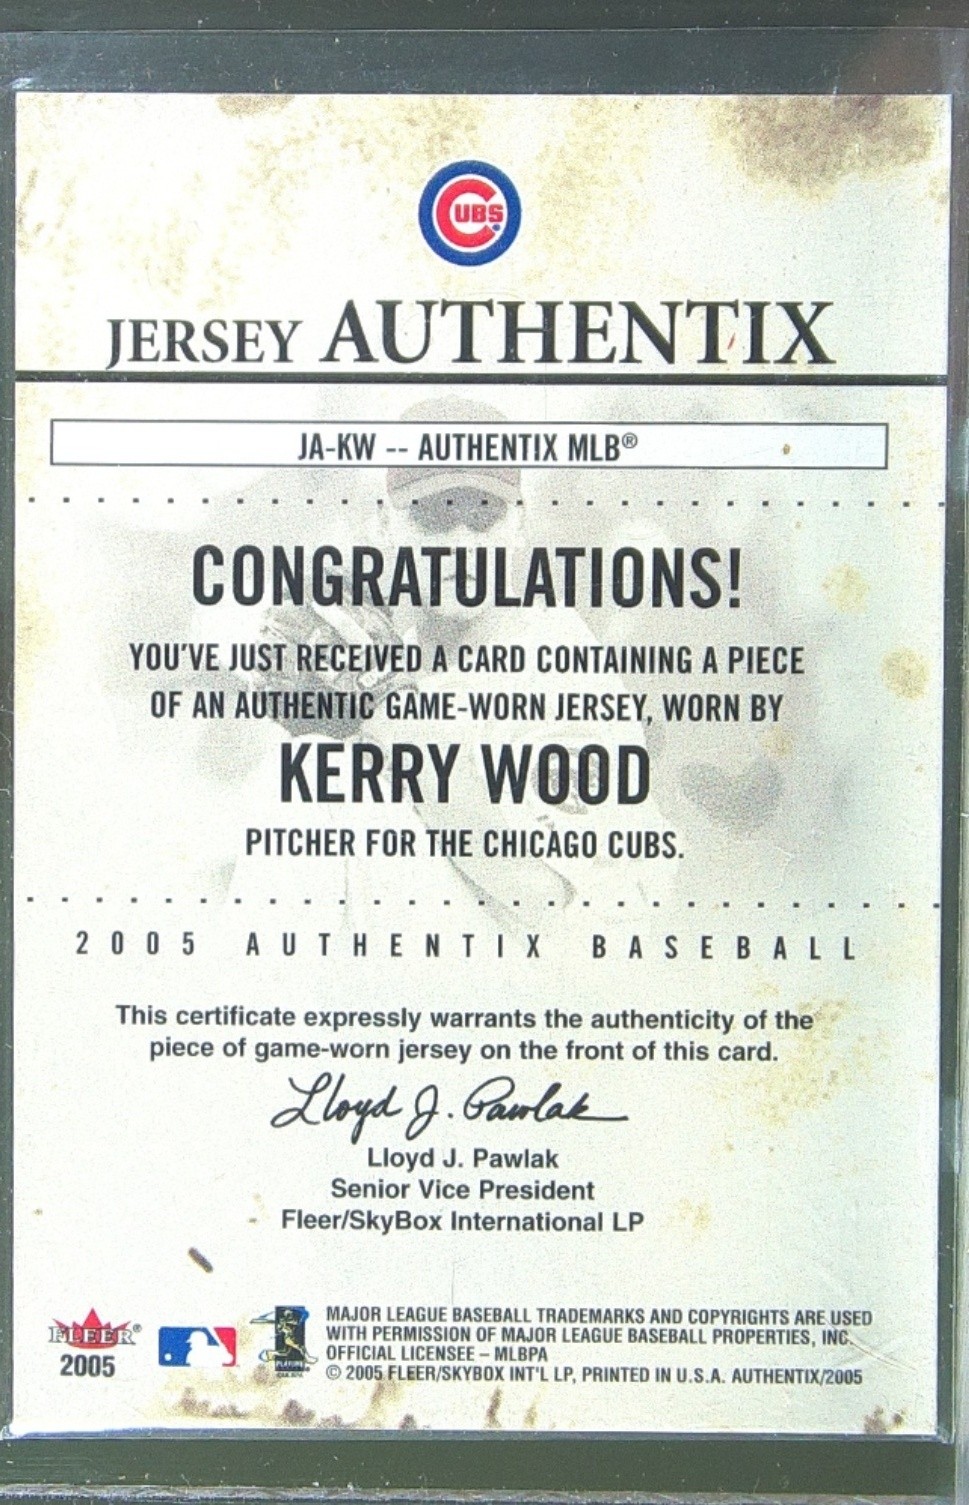 CUBS
JERSEY AUTHENTIX
JA-KW -- AUTHENTIX MLB®
CONGRATULATIONS!
YOU'VE JUST RECEIVED A CARD CONTAINING A PIECE
OF AN AUTHENTIC GAME-WORN JERSEY, WORN BY
KERRY WOOD
PITCHER FOR THE CHICAGO CUBS.
2005 AUTHENTIX BASEBALL
This certificate expressly warrants the authenticity of the
piece of game-worn jersey on the front of this card.
Lloyd J. Pawlak
Lloyd J. Pawlak
Senior Vice President
Fleer/SkyBox International LP
FLEER®
2005
MAJOR LEAGUE BASEBALL TRADEMARKS AND COPYRIGHTS ARE USED
WITH PERMISSION OF MAJOR LEAGUE BASEBALL PROPERTIES, INC.
OFFICIAL LICENSEE – MLBPA
© 2005 FLEER/SKYBOX INT'L LP, PRINTED IN U.S.A. AUTHENTIX/2005